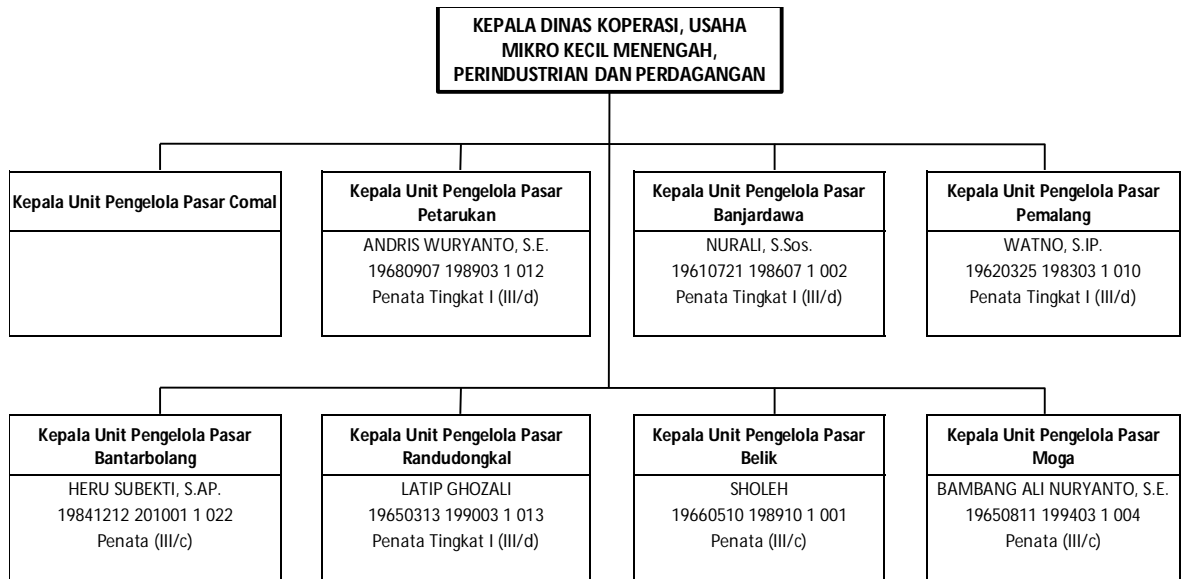 KEPALA DINAS KOPERASI, USAHA
MIKRO KECIL MENENGAH,
PERINDUSTRIAN DAN PERDAGANGAN
Kepala Unit Pengelola Pasar Comal
Kepala Unit Pengelola Pasar
Petarukan
ANDRIS WURYANTO, S.E.
19680907 198903 1 012
Penata Tingkat I (III/d)
Kepala Unit Pengelola Pasar
Banjardawa
NURALI, S.Sos.
19610721 198607 1 002
Penata Tingkat I (III/d)
Kepala Unit Pengelola Pasar
Pemalang
WATNO, S.IP.
19620325 198303 1 010
Penata Tingkat I (III/d)
Kepala Unit Pengelola Pasar
Bantarbolang
HERU SUBEKTI, S.AP.
19841212 201001 1 022
Penata (III/c)
Kepala Unit Pengelola Pasar
Randudongkal
LATIP GHOZALI
19650313 199003 1 013
Penata Tingkat I (III/d)
Kepala Unit Pengelola Pasar
Belik
SHOLEH
19660510 198910 1 001
Penata (III/c)
Kepala Unit Pengelola Pasar
Moga
BAMBANG ALI NURYANTO, S.E.
19650811 199403 1 004
Penata (III/c)